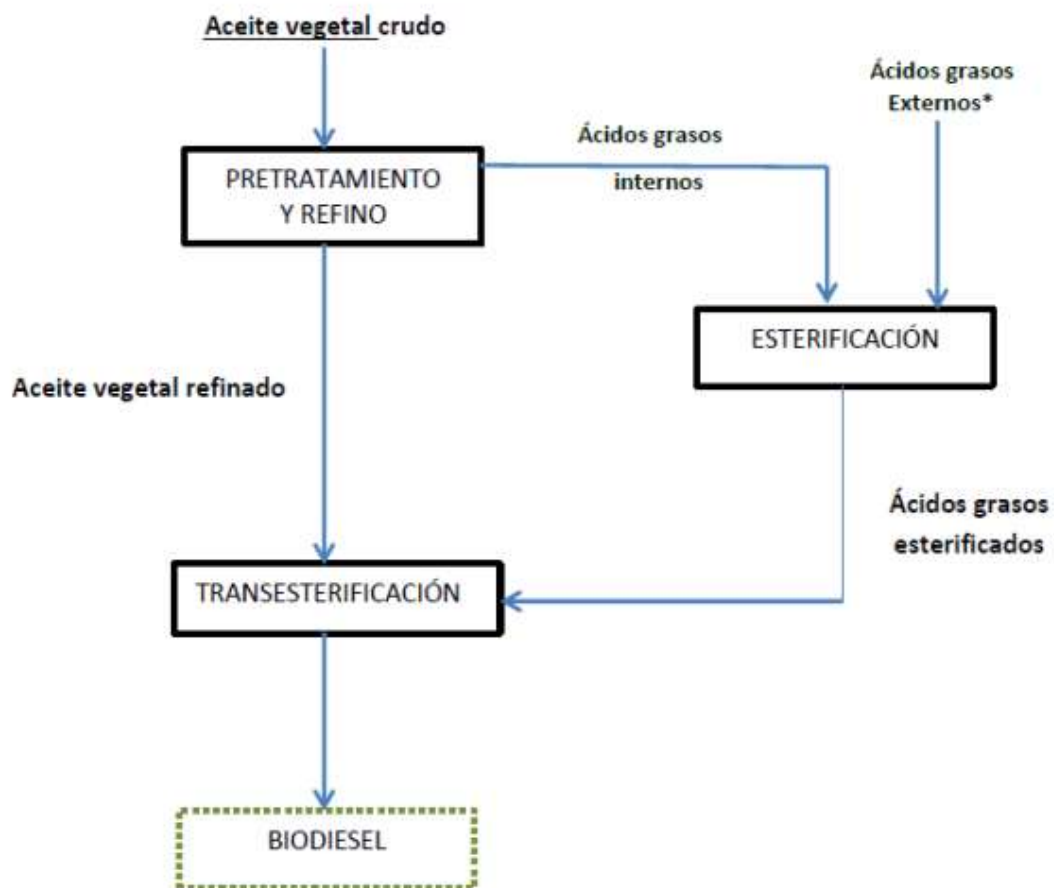 Aceite vegetal crudo
Ácidos grasos
Externos*
Ácidos grasos
internos
PRETRATAMIENTO
Y REFINO
ESTERIFICACIÓN
Aceite vegetal refinado
Ácidos grasos
esterificados
TRANSESTERIFICACIÓN
BIODIESEL